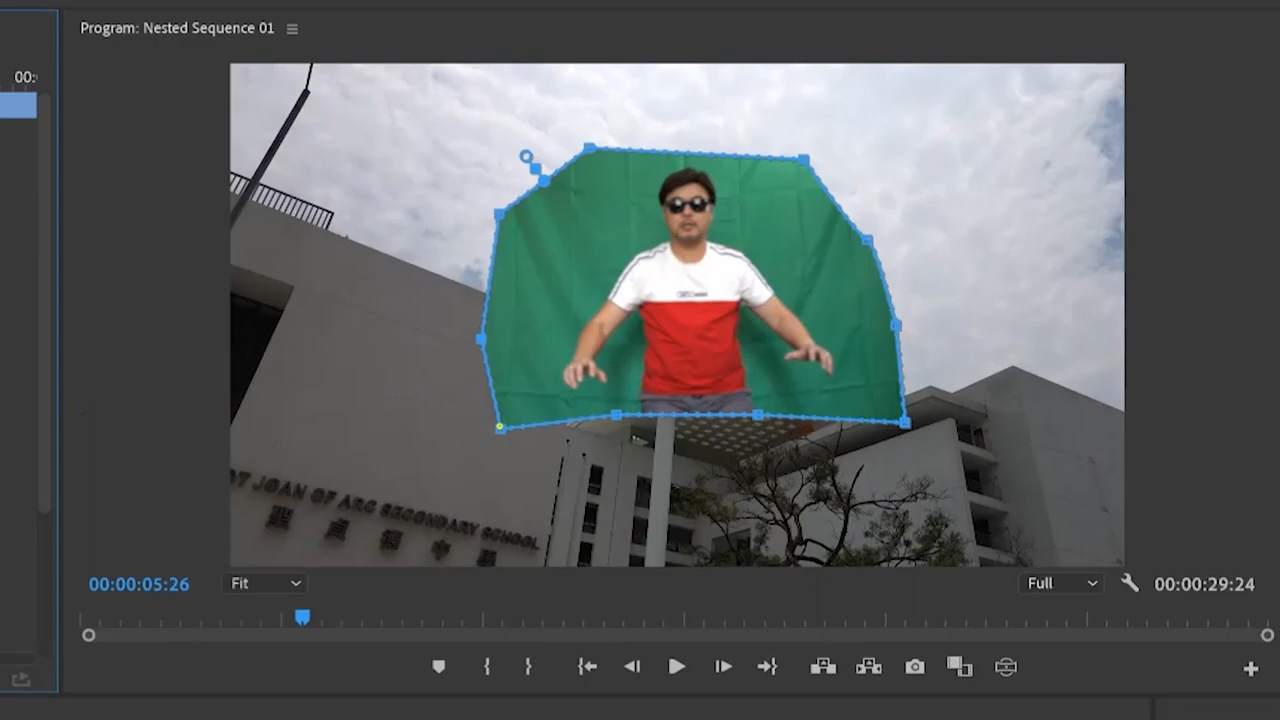 Program: Nested Sequence 01
00:
JOAN OF ARC SECONDARY SCHOOL
聖 貞 德 中 學
00:00:05:26
Fit
Full
00:00:29:24